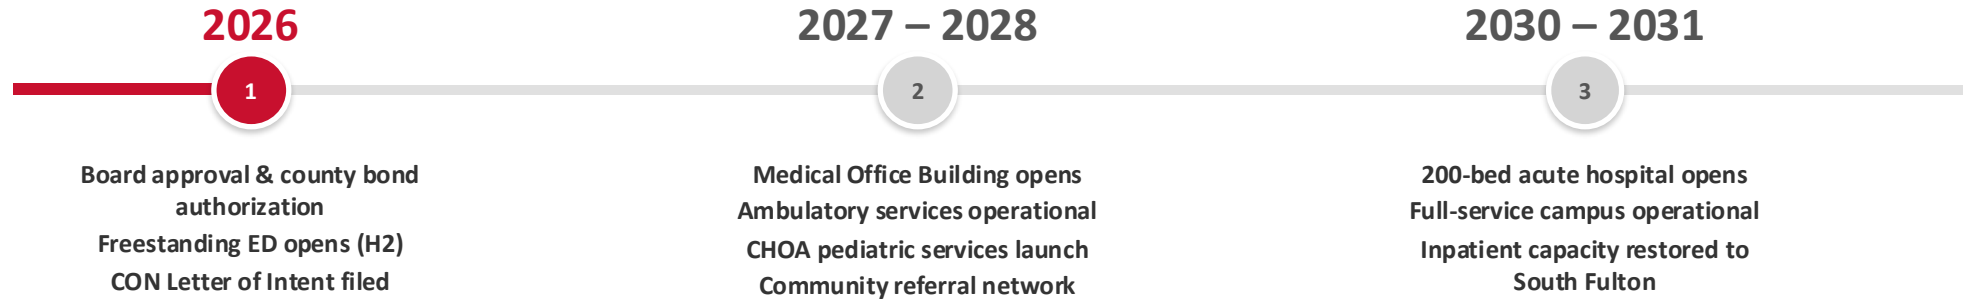 2026
1
Board approval & county bond
authorization
Freestanding ED opens (H2)
CON Letter of Intent filed
2027 – 2028
2
Medical Office Building opens
Ambulatory services operational
CHOA pediatric services launch
Community referral network
2030 – 2031
3
200-bed acute hospital opens
Full-service campus operational
Inpatient capacity restored to
South Fulton